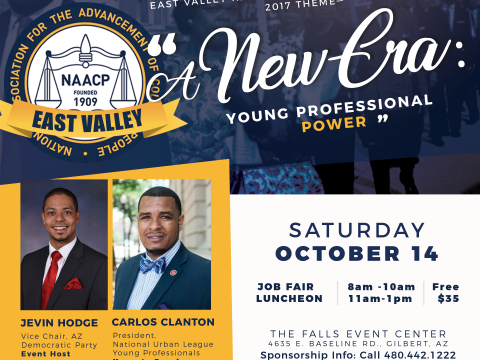 EAST VALLEY
2017 THEME
NATION
SOCIATION FOR THE ADVANCEMENT OF COL
PEOPLE
NAACP
FOUNDED
1909
EAST VALLEY
“A New Era:
YOUNG PROFESSIONAL
POWER ”
SATURDAY
OCTOBER 14
JOB FAIR 8am -10am Free
LUNCHEON 11am-1pm $35
THE FALLS EVENT CENTER
4635 E. BASELINE RD., GILBERT, AZ
Sponsorship Info: Call 480.442.1222
JEVIN HODGE
Vice Chair, AZ
Democratic Party
Event Host
CARLOS CLANTON
President,
National Urban League
Young Professionals